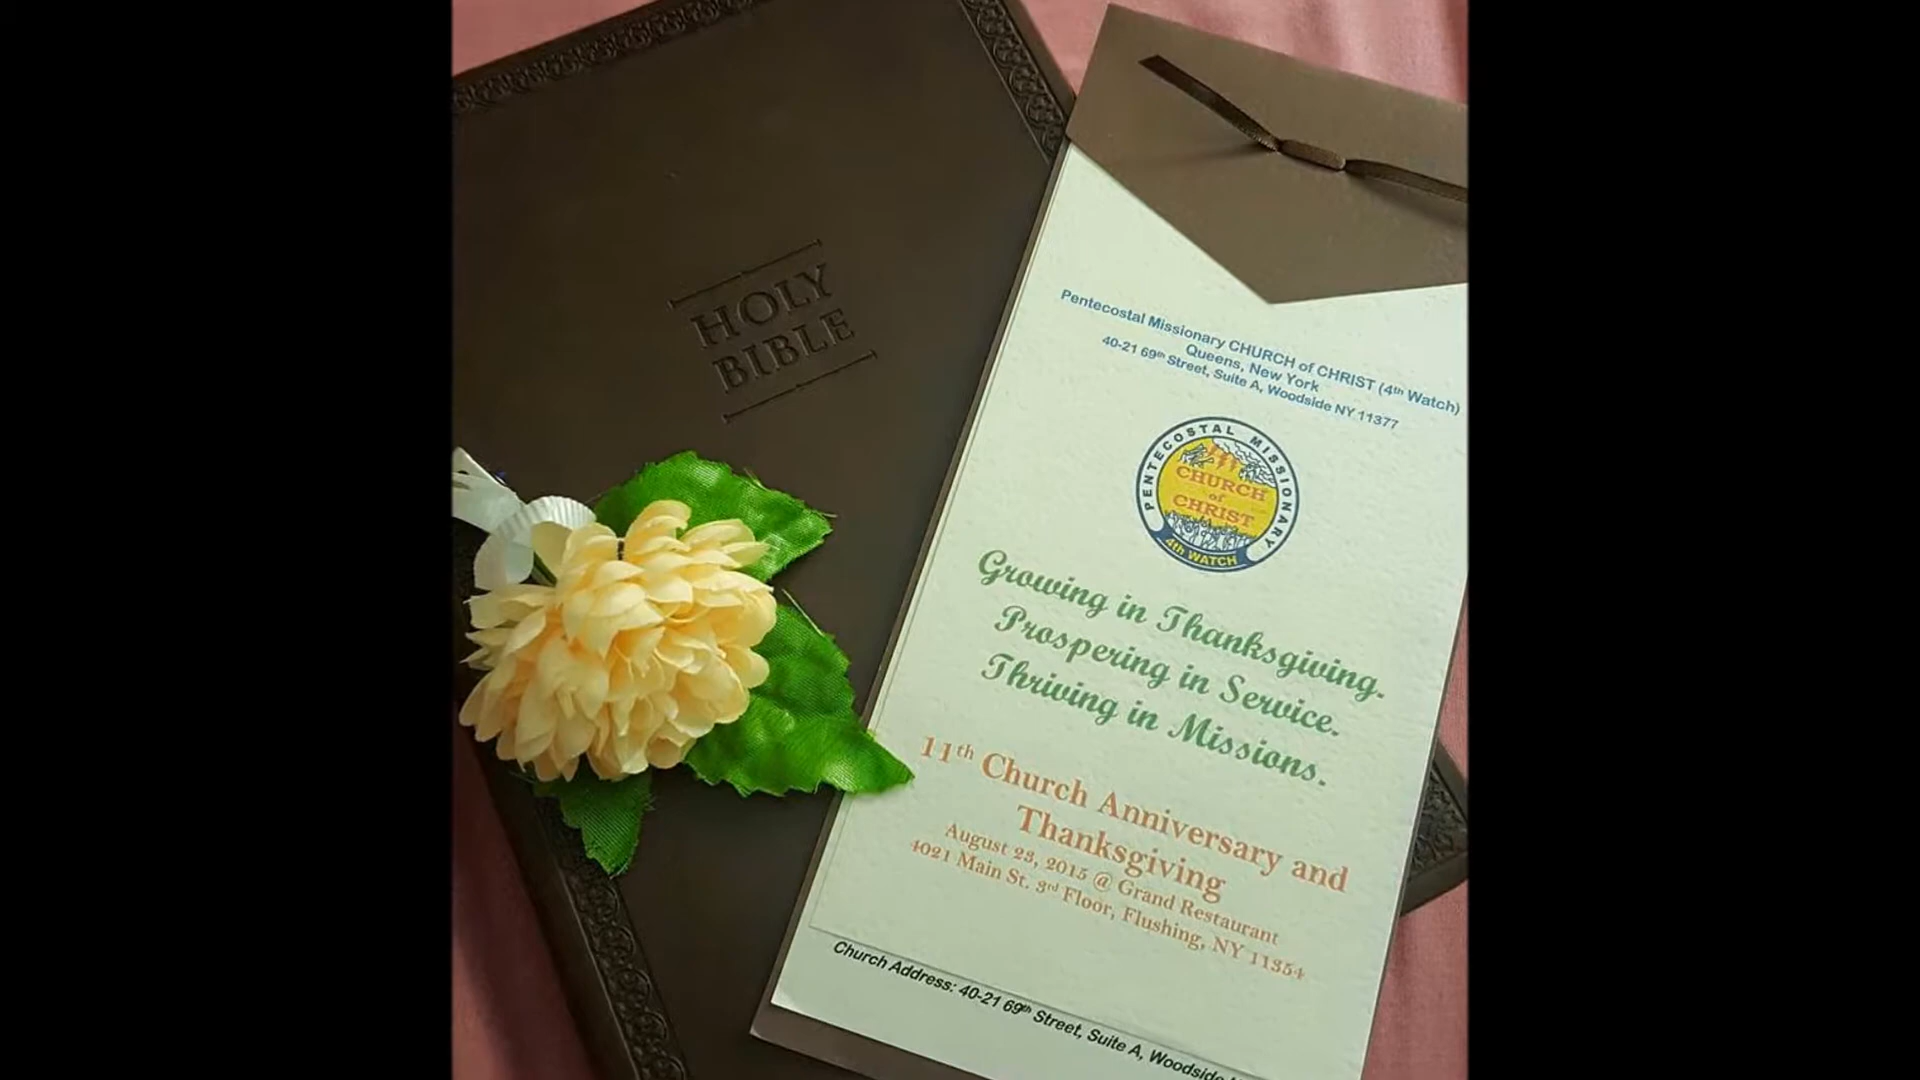 HOLY
BIBLE
Pentecostal Missionary CHURCH of CHRIST (4th Watch)
Queens, New York
40-21 69th Street, Suite A, Woodside NY 11377
PENTECOSTAL MISSIONARY
CHURCH
of
CHRIST
4th WATCH
Growing in Thanksgiving.
Prospering in Service.
Thriving in Missions.
11th Church Anniversary and
Thanksgiving
August 23, 2015 @ Grand Restaurant
4021 Main St. 3rd Floor, Flushing, NY 11354
Church Address: 40-21 69th Street, Suite A, Woodside